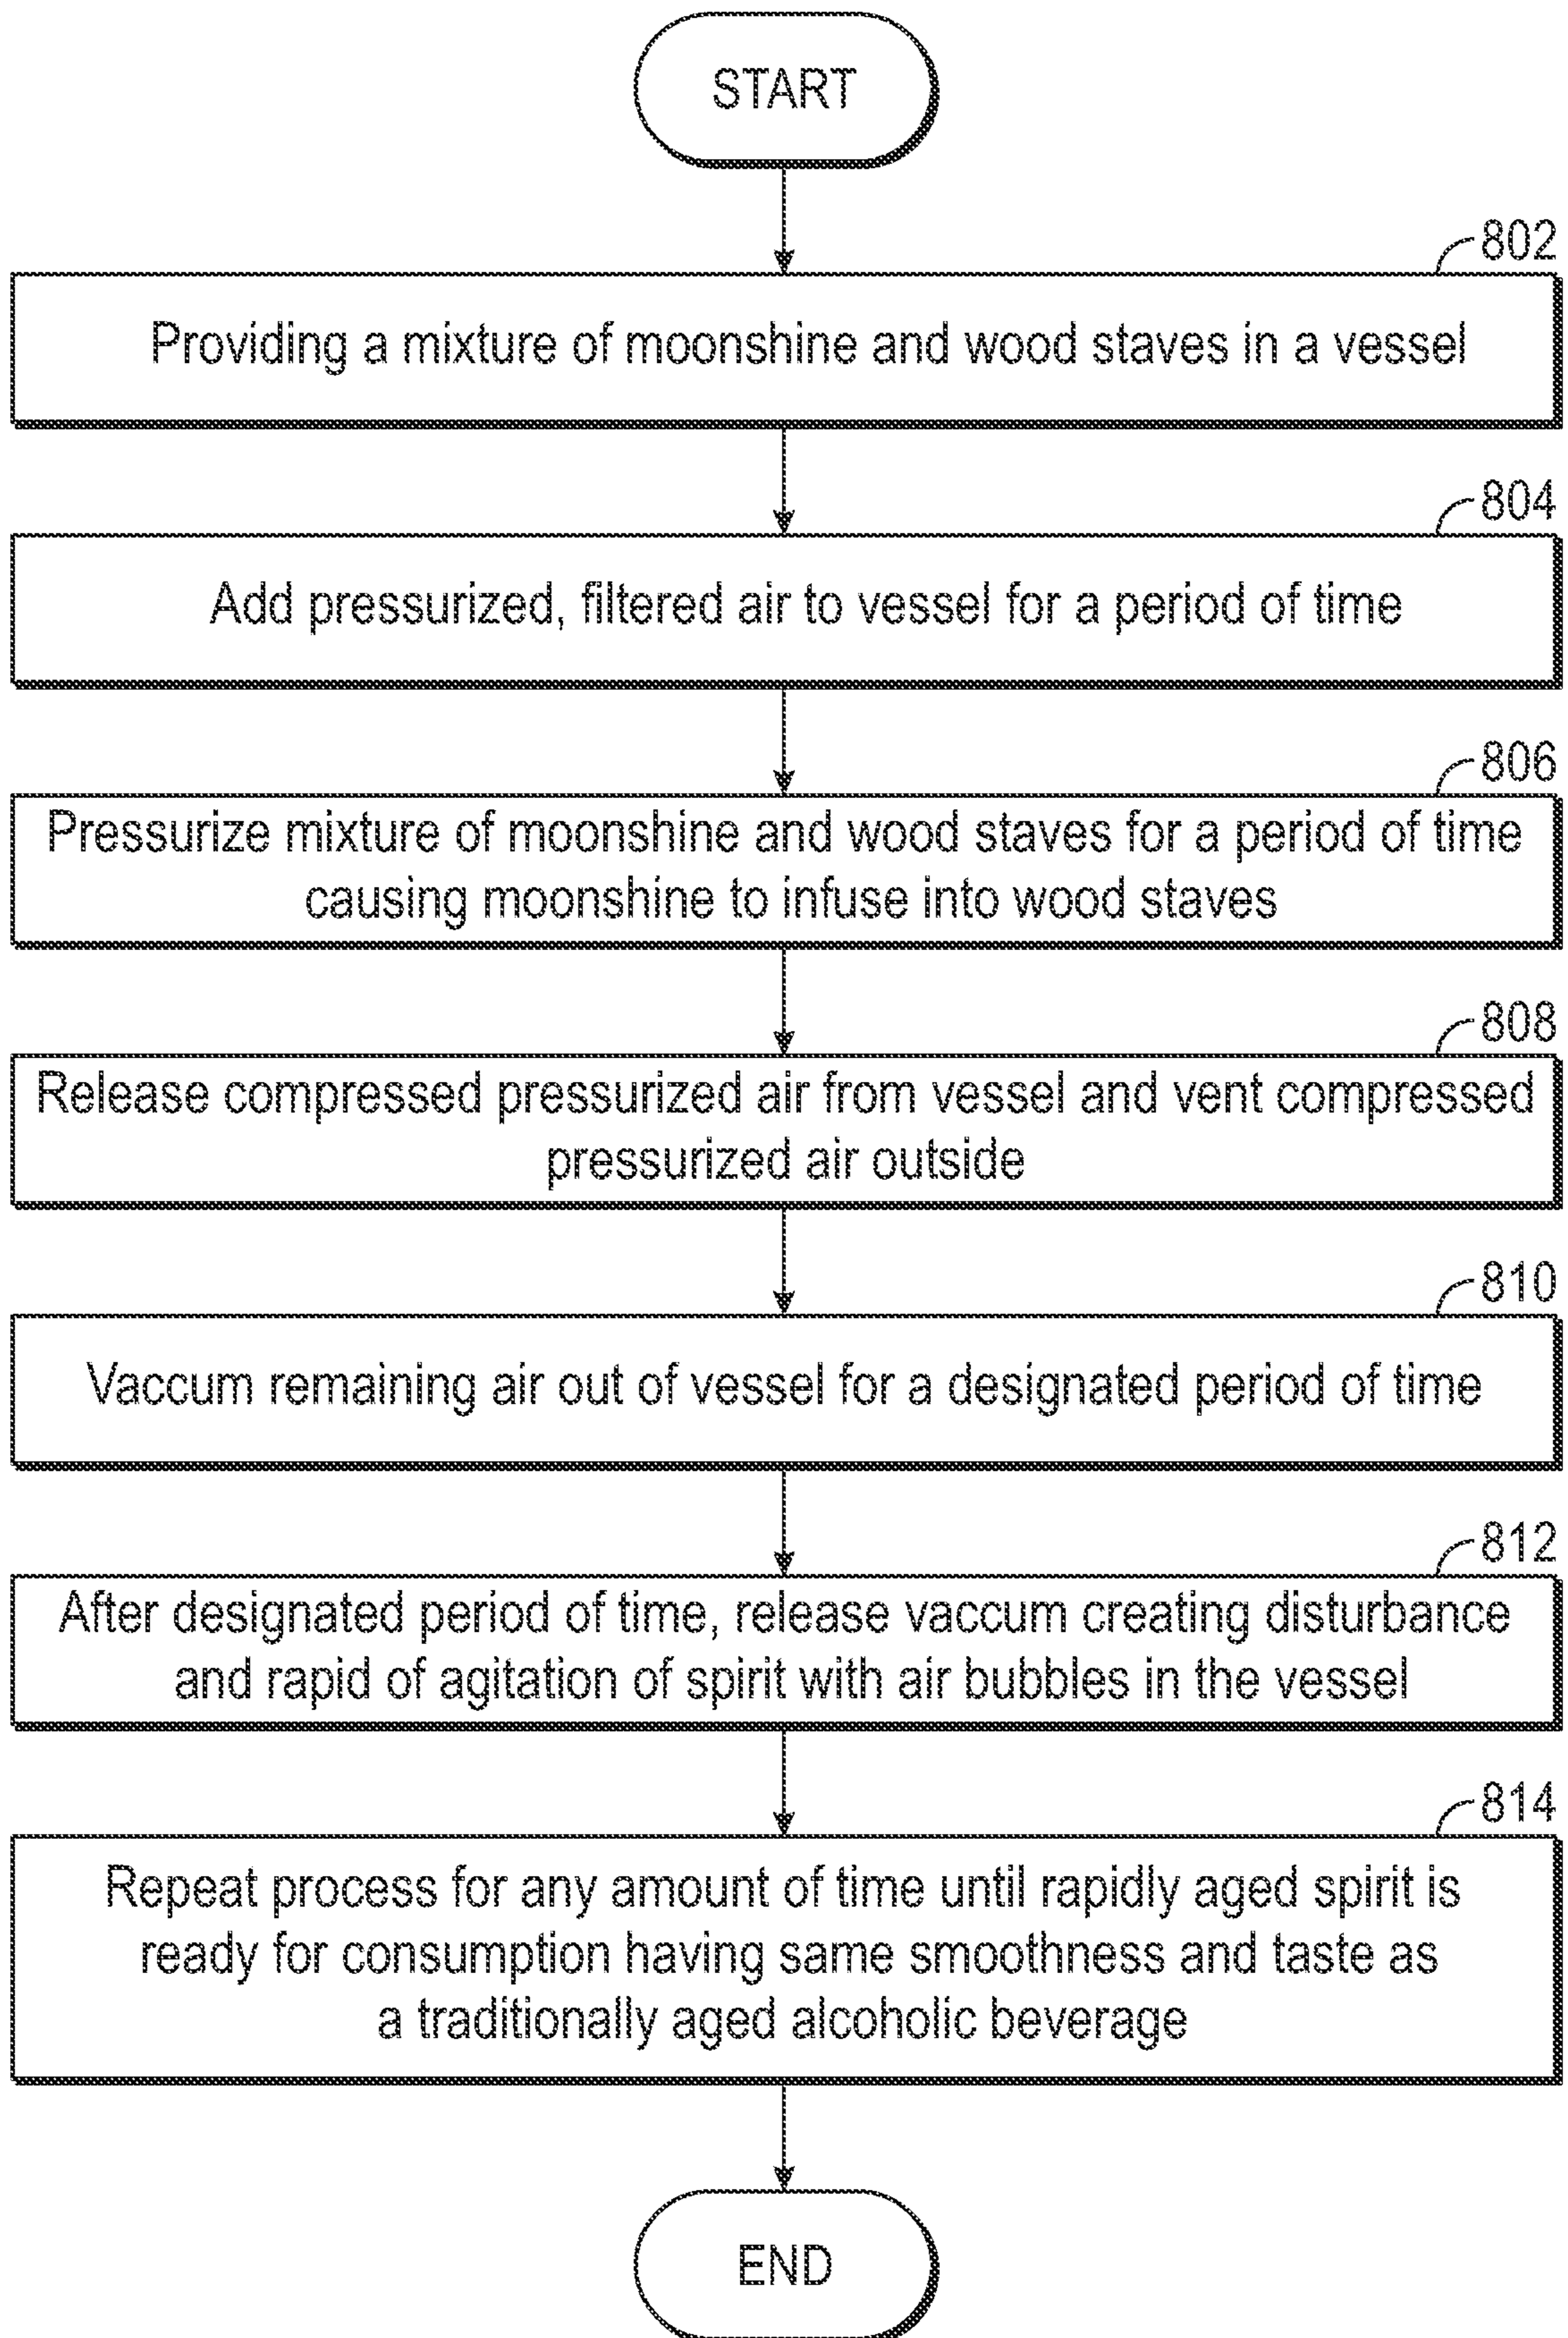 START
802
Providing a mixture of moonshine and wood staves in a vessel
804
Add pressurized, filtered air to vessel for a period of time
806
Pressurize mixture of moonshine and wood staves for a period of time
causing moonshine to infuse into wood staves
808
Release compressed pressurized air from vessel and vent compressed
pressurized air outside
810
Vaccum remaining air out of vessel for a designated period of time
812
After designated period of time, release vaccum creating disturbance
and rapid of agitation of spirit with air bubbles in the vessel
814
Repeat process for any amount of time until rapidly aged spirit is
ready for consumption having same smoothness and taste as
a traditionally aged alcoholic beverage
END